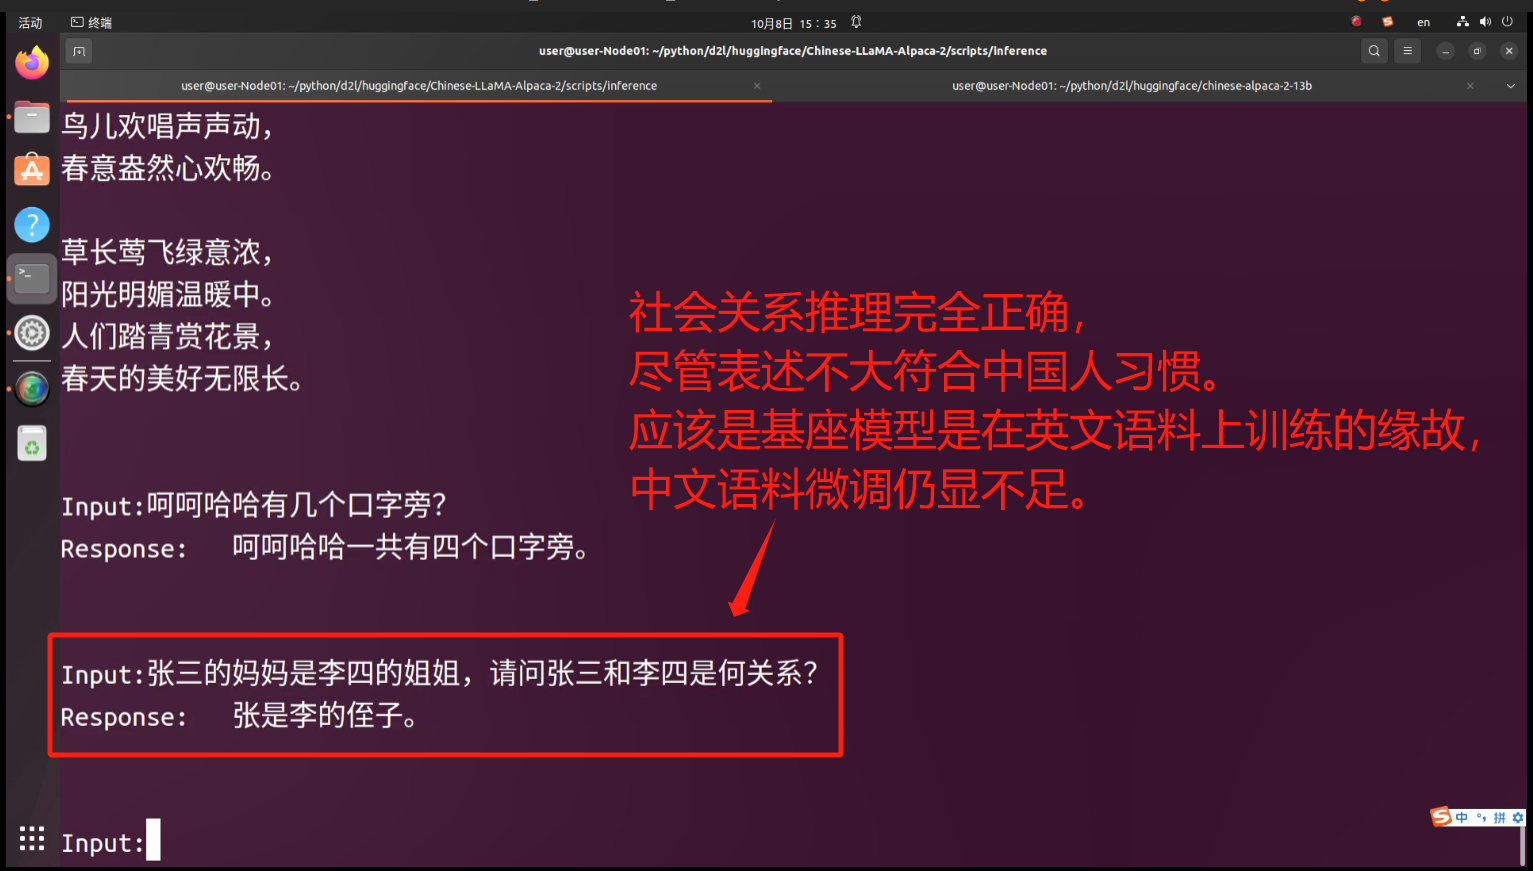 活动
终端
10月8日 15：35
en
user@user-Node01: ~/python/d2l/huggingface/Chinese-LLaMA-Alpaca-2/scripts/inference
user@user-Node01: ~/python/d2l/huggingface/Chinese-LLaMA-Alpaca-2/scripts/inference
user@user-Node01: ~/python/d2l/huggingface/chinese-alpaca-2-13b
鸟儿欢唱声声动，
春意盎然心欢畅。
草长莺飞绿意浓，
阳光明媚温暖中。
人们踏青赏花景，
春天的美好无限长。
社会关系推理完全正确，
尽管表述不大符合中国人习惯。
应该是基座模型是在英文语料上训练的缘故，
中文语料微调仍显不足。
Input:呵呵哈哈有几个口字旁？
Response: 呵呵哈哈一共有四个口字旁。
Input:张三的妈妈是李四的姐姐，请问张三和李四是何关系？
Response: 张是李的侄子。
Input:
中 °, 拼